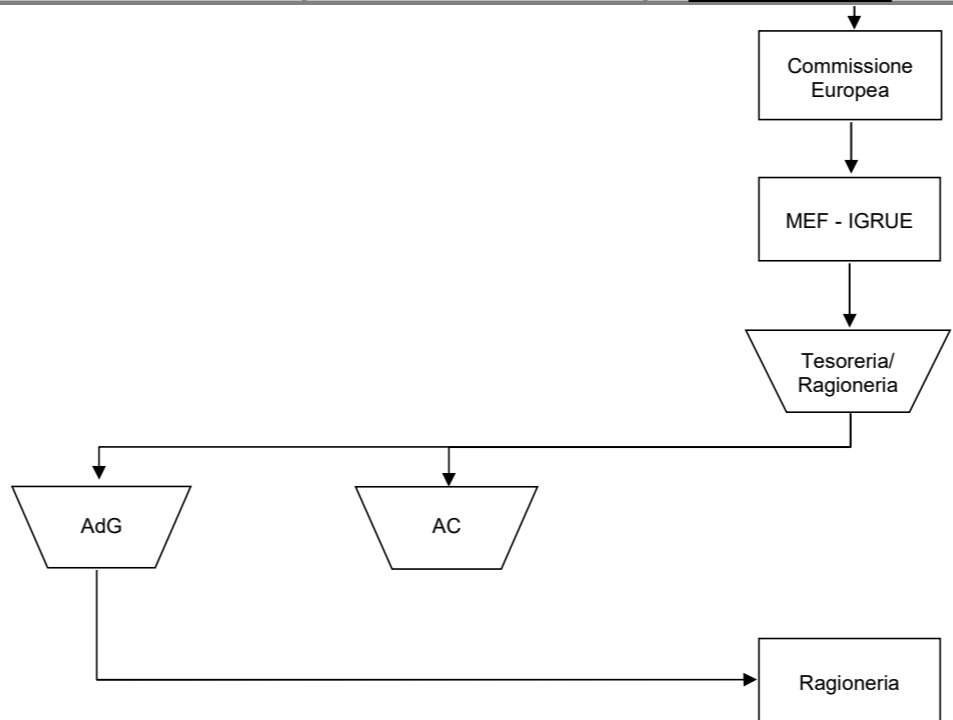 Commissione
Europea
MEF - IGRUE
Tesoreria/
Ragioneria
AdG
AC
Ragioneria